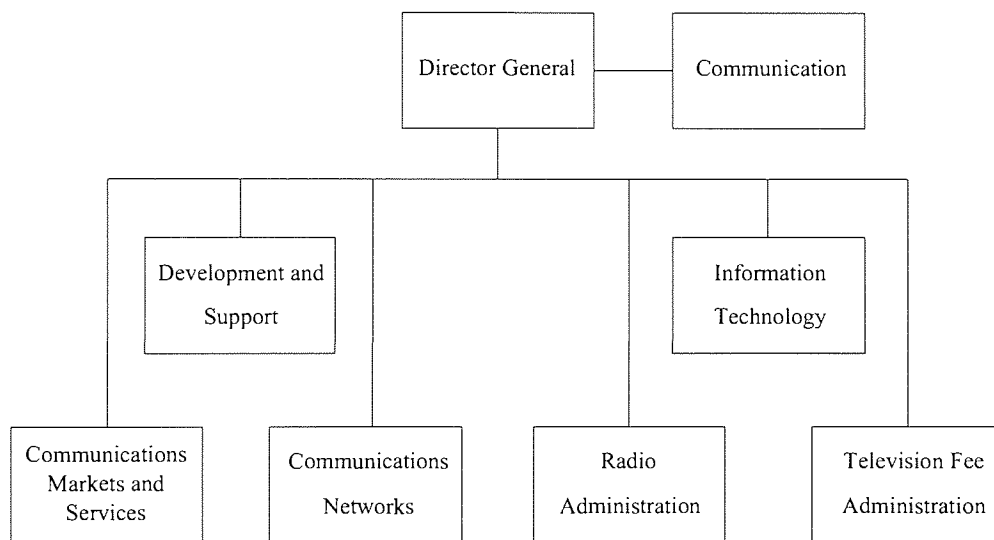 Director General
Communication
Development and
Support
Information
Technology
Communications
Markets and
Services
Communications
Networks
Radio
Administration
Television Fee
Administration